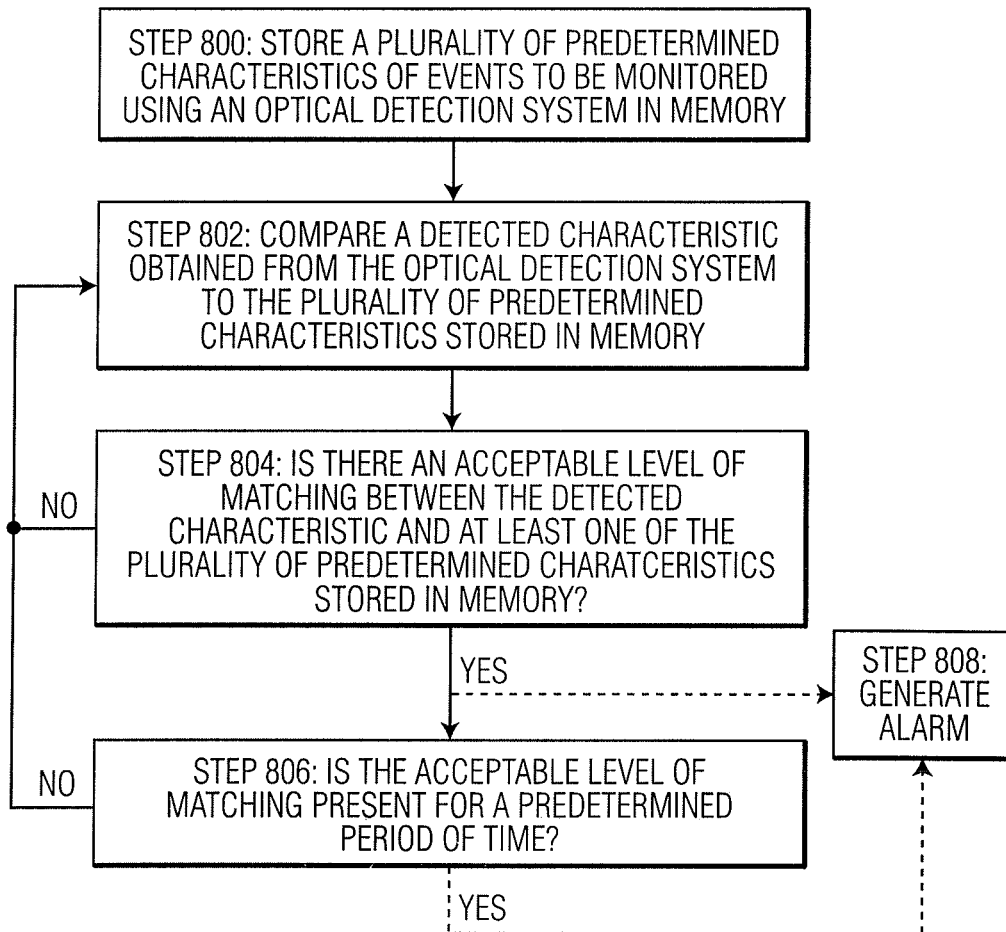 STEP 800: STORE A PLURALITY OF PREDETERMINED
CHARACTERISTICS OF EVENTS TO BE MONITORED
USING AN OPTICAL DETECTION SYSTEM IN MEMORY
STEP 802: COMPARE A DETECTED CHARACTERISTIC
OBTAINED FROM THE OPTICAL DETECTION SYSTEM
TO THE PLURALITY OF PREDETERMINED
CHARACTERISTICS STORED IN MEMORY
STEP 804: IS THERE AN ACCEPTABLE LEVEL OF
MATCHING BETWEEN THE DETECTED
CHARACTERISTIC AND AT LEAST ONE OF THE
PLURALITY OF PREDETERMINED CHARATCERISTICS
STORED IN MEMORY?
NO
YES
STEP 808:
GENERATE
ALARM
STEP 806: IS THE ACCEPTABLE LEVEL OF
MATCHING PRESENT FOR A PREDETERMINED
PERIOD OF TIME?
NO
YES